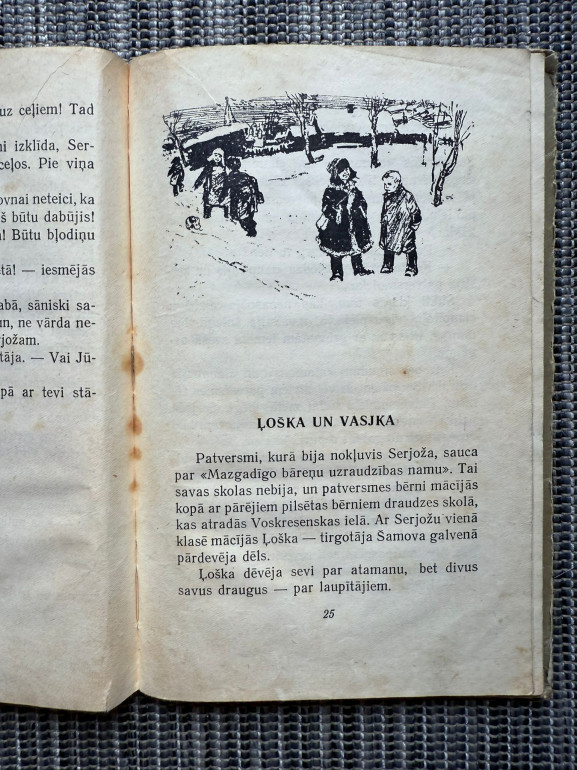 uz ceļiem! Tad
ni izklīda, Ser-
ceļos. Pie viņa
ovnai neteici, ka
š būtu dabūjis!
! Būtu bļodiņu
stā! — iesmējās
abā, sāniski sa-
un, ne vārda ne-
rjožam.
tāja. — Vai Jū-
pā ar tevi stā-
ĻOŠKA UN VASJKA
Patversmi, kurā bija nokļuvis Serjoža, sauca
par «Mazgadīgo bāreņu uzraudzības namu». Tai
savas skolas nebija, un patversmes bērni mācījās
kopā ar pārējiem pilsētas bērniem draudzes skolā,
kas atradās Voskresenskas ielā. Ar Serjožu vienā
klasē mācījās Ļoška — tirgotāja Šamova galvenā
pārdevēja dēls.
Ļoška dēvēja sevi par atamanu, bet divus
savus draugus — par laupītājiem.
25